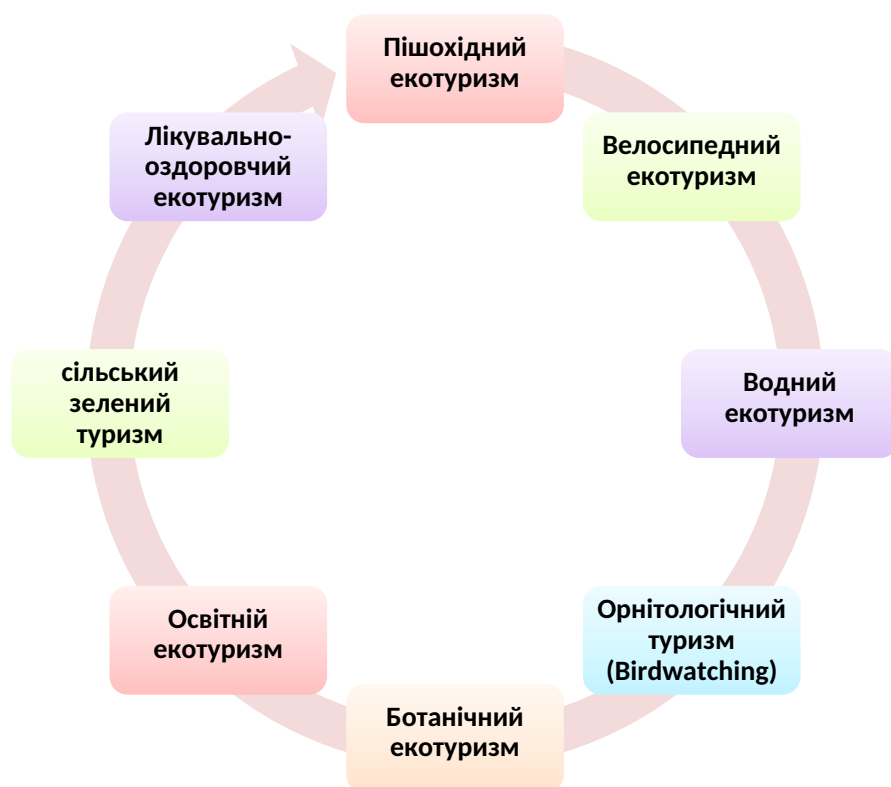 Пішохідний
екотуризм
Велосипедний
екотуризм
Водний
екотуризм
Орнітологічний
туризм
(Birdwatching)
Ботанічний
екотуризм
Освітній
екотуризм
сільський
зелений
туризм
Лікувально-
оздоровчий
екотуризм